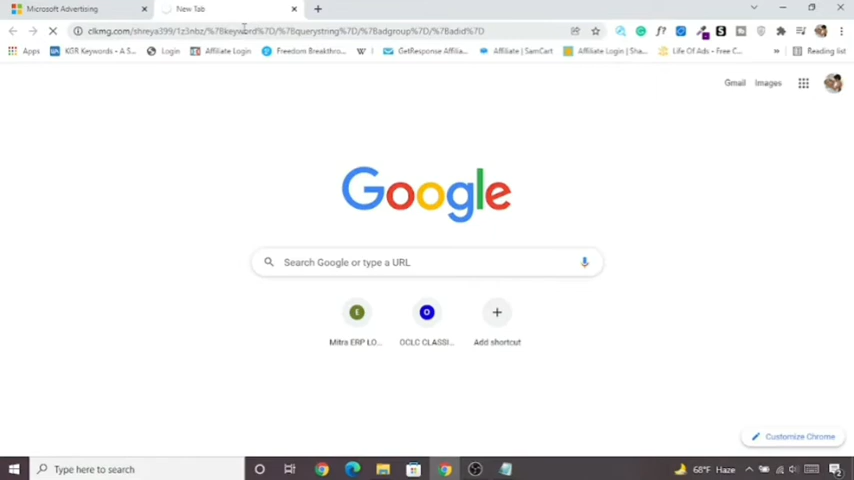 Microsoft Advertising
New Tab
clkmg.com/shreya399/1z3nbz/%7Bkeyword%7D/%7Bquerystring%7D/%7Badgroup%7D/%7Badid%7D
Apps
KGR Keywords - A S...
Login
Affiliate Login
Freedom Breakthro...
GetResponse Affilia...
Affiliate | SamCart
Affiliate Login | Sha...
Life Of Ads - Free C...
»
Reading list
Gmail
Images
Google
Search Google or type a URL
E
O
Mitra ERP LO...
OCLC CLASSI...
Add shortcut
Customize Chrome
Type here to search
68°F Haze